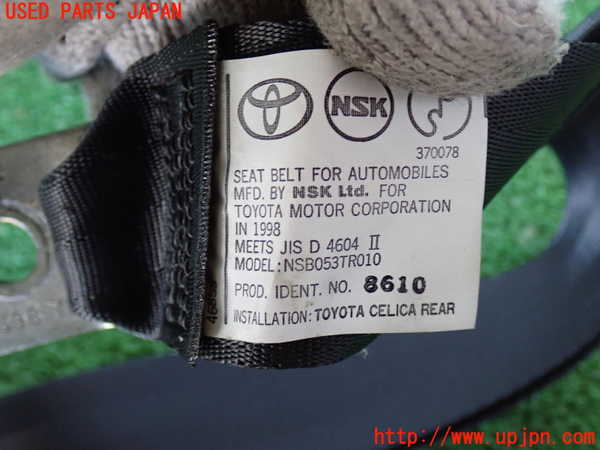 USED PARTS JAPAN
NSK
370078
SEAT BELT FOR AUTOMOBILES
MFD. BY NSK Ltd. FOR
TOYOTA MOTOR CORPORATION
IN 1998
MEETS JIS D 4604 II
MODEL: NSB053TR010
PROD. IDENT. NO. 8610
INSTALLATION: TOYOTA CELICA REAR
UPJ - www.upjpn.com